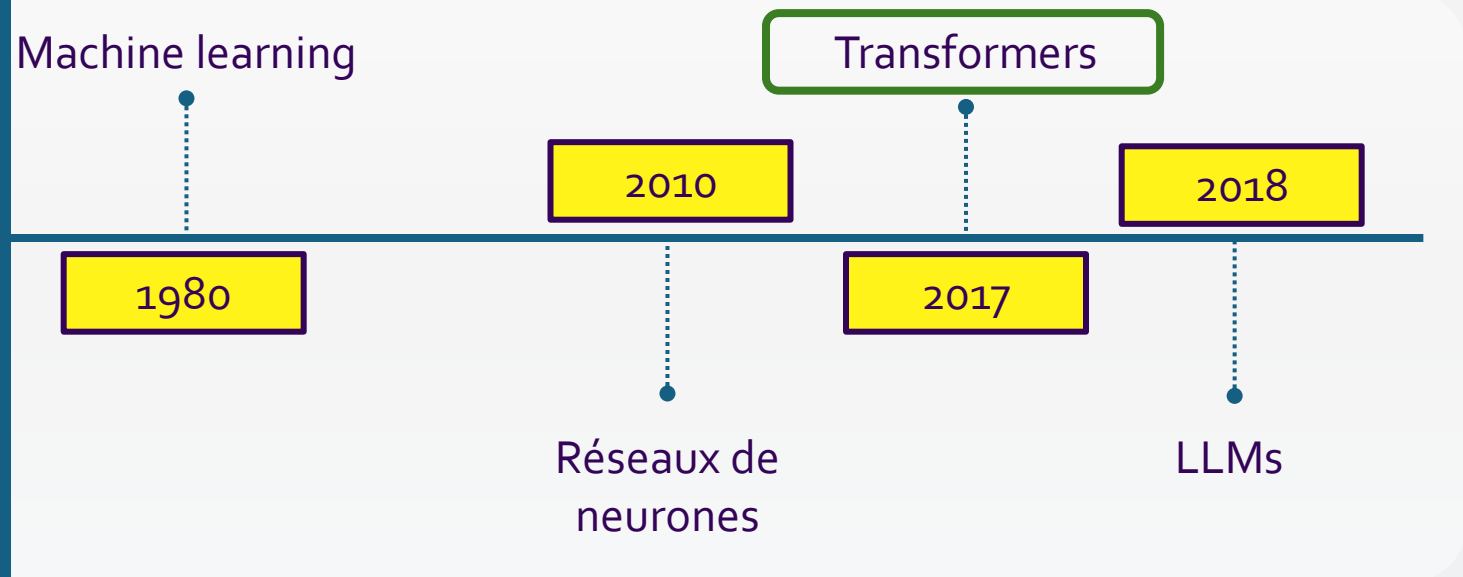 Machine learning
Transformers
2010
2018
1980
2017
Réseaux de
neurones
LLMs